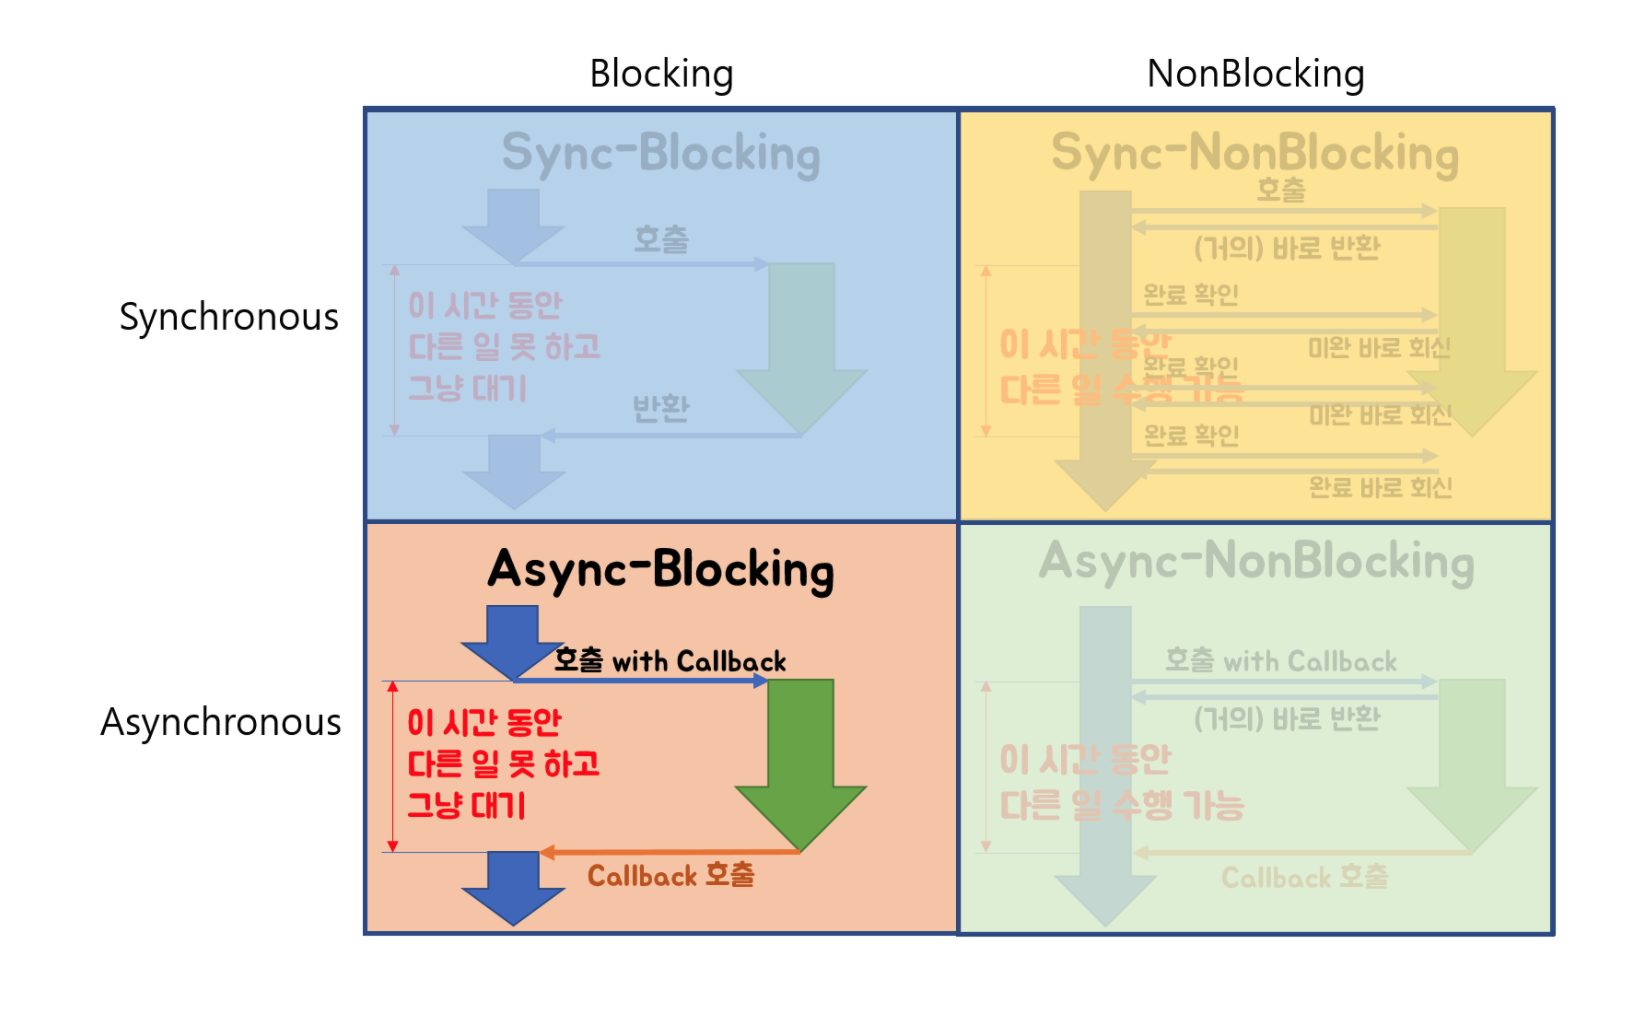 Blocking
NonBlocking
Synchronous
Sync-Blocking
호출
이 시간 동안
다른 일 못 하고
그냥 대기
반환
Sync-NonBlocking
호출
(거의) 바로 반환
완료 확인
이 시간 동안
다른 일 수행 가능
미완 바로 회신
완료 확인
미완 바로 회신
완료 확인
완료 바로 회신
Asynchronous
Async-Blocking
호출 with Callback
이 시간 동안
다른 일 못 하고
그냥 대기
Callback 호출
Async-NonBlocking
호출 with Callback
(거의) 바로 반환
이 시간 동안
다른 일 수행 가능
Callback 호출